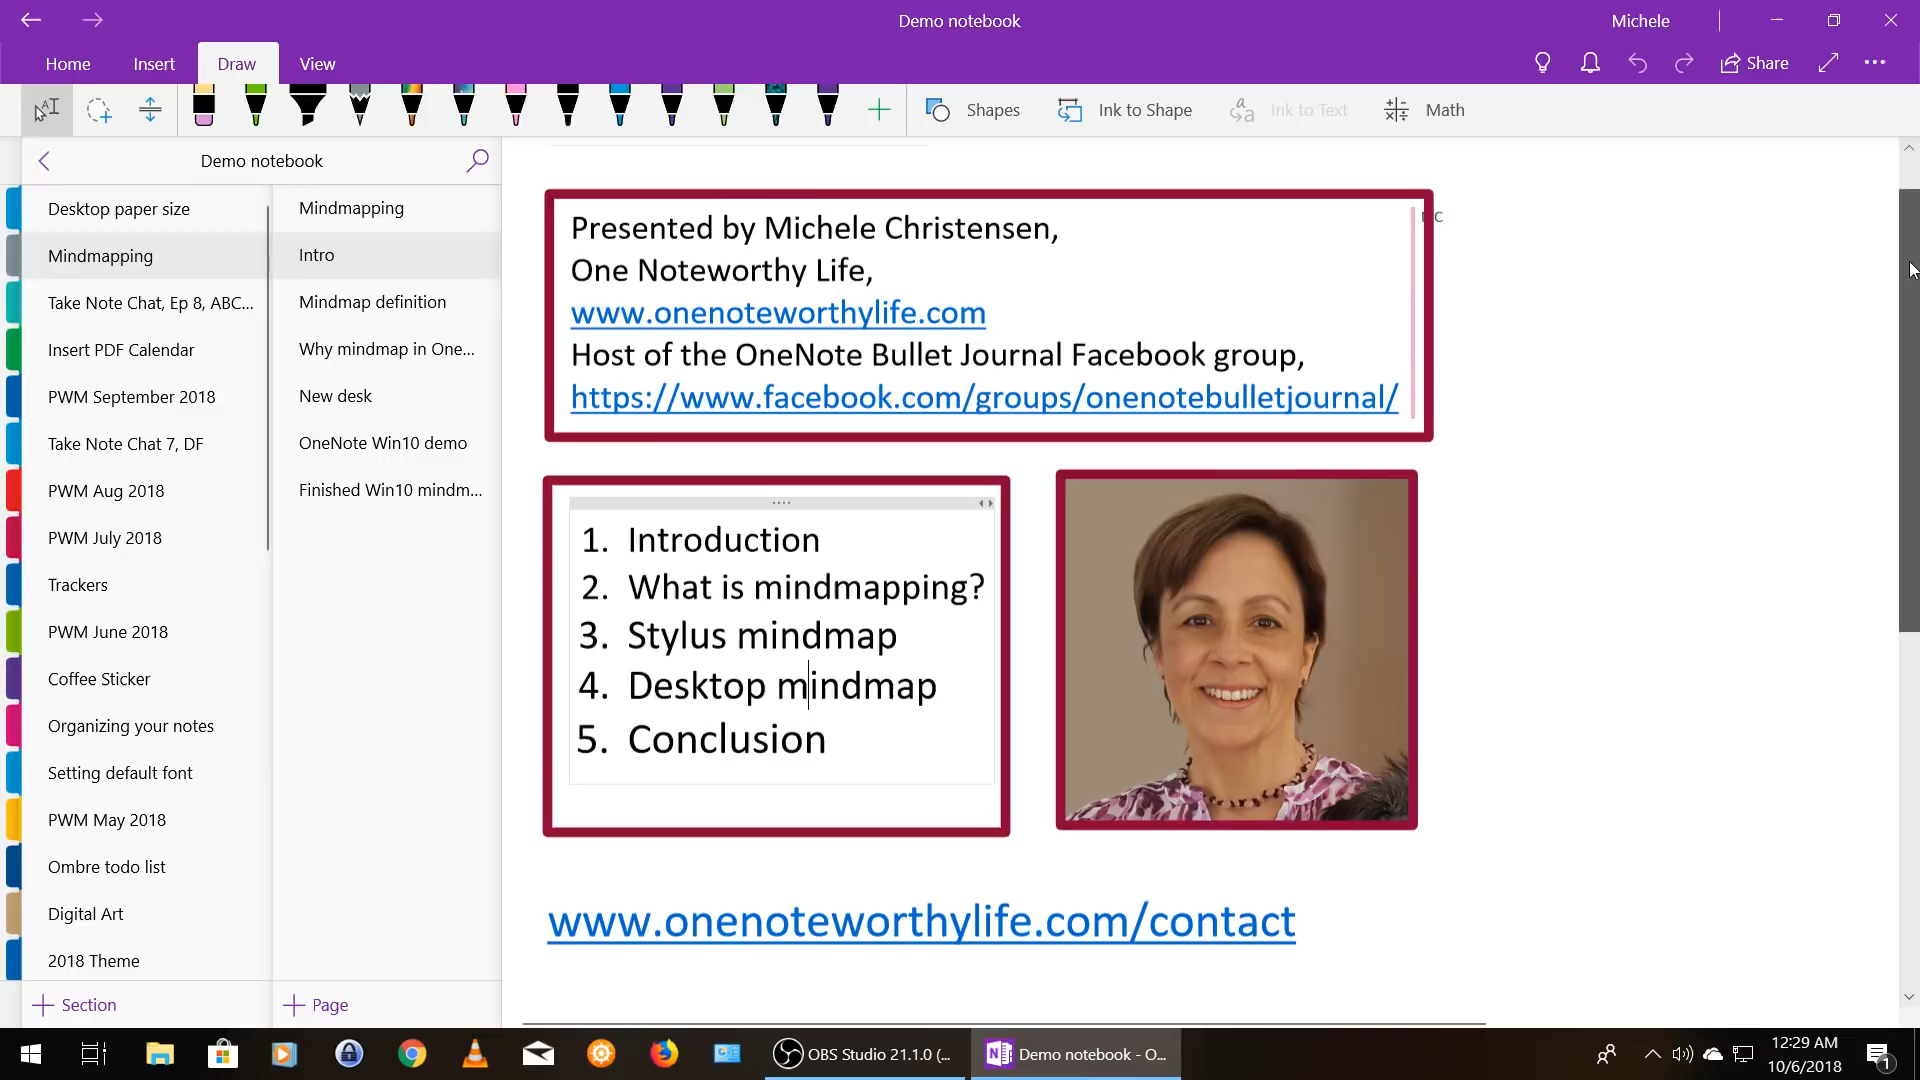 Demo notebook
Michele
Home
Insert
Draw
View
Share
Shapes
Ink to Shape
Ink to Text
Math
Demo notebook
Desktop paper size
Mindmapping
Take Note Chat, Ep 8, ABC...
Insert PDF Calendar
PWM September 2018
Take Note Chat 7, DF
PWM Aug 2018
PWM July 2018
Trackers
PWM June 2018
Coffee Sticker
Organizing your notes
Setting default font
PWM May 2018
Ombre todo list
Digital Art
2018 Theme
Section
Mindmapping
Intro
Mindmap definition
Why mindmap in One...
New desk
OneNote Win10 demo
Finished Win10 mindm...
Page
Presented by Michele Christensen,
One Noteworthy Life,
www.onenoteworthylife.com
Host of the OneNote Bullet Journal Facebook group,
https://www.facebook.com/groups/onenotebulletjournal/
1. Introduction
2. What is mindmapping?
3. Stylus mindmap
4. Desktop mindmap
5. Conclusion
www.onenoteworthylife.com/contact
OBS Studio 21.1.0 (...
Demo notebook - O...
12:29 AM
10/6/2018
1